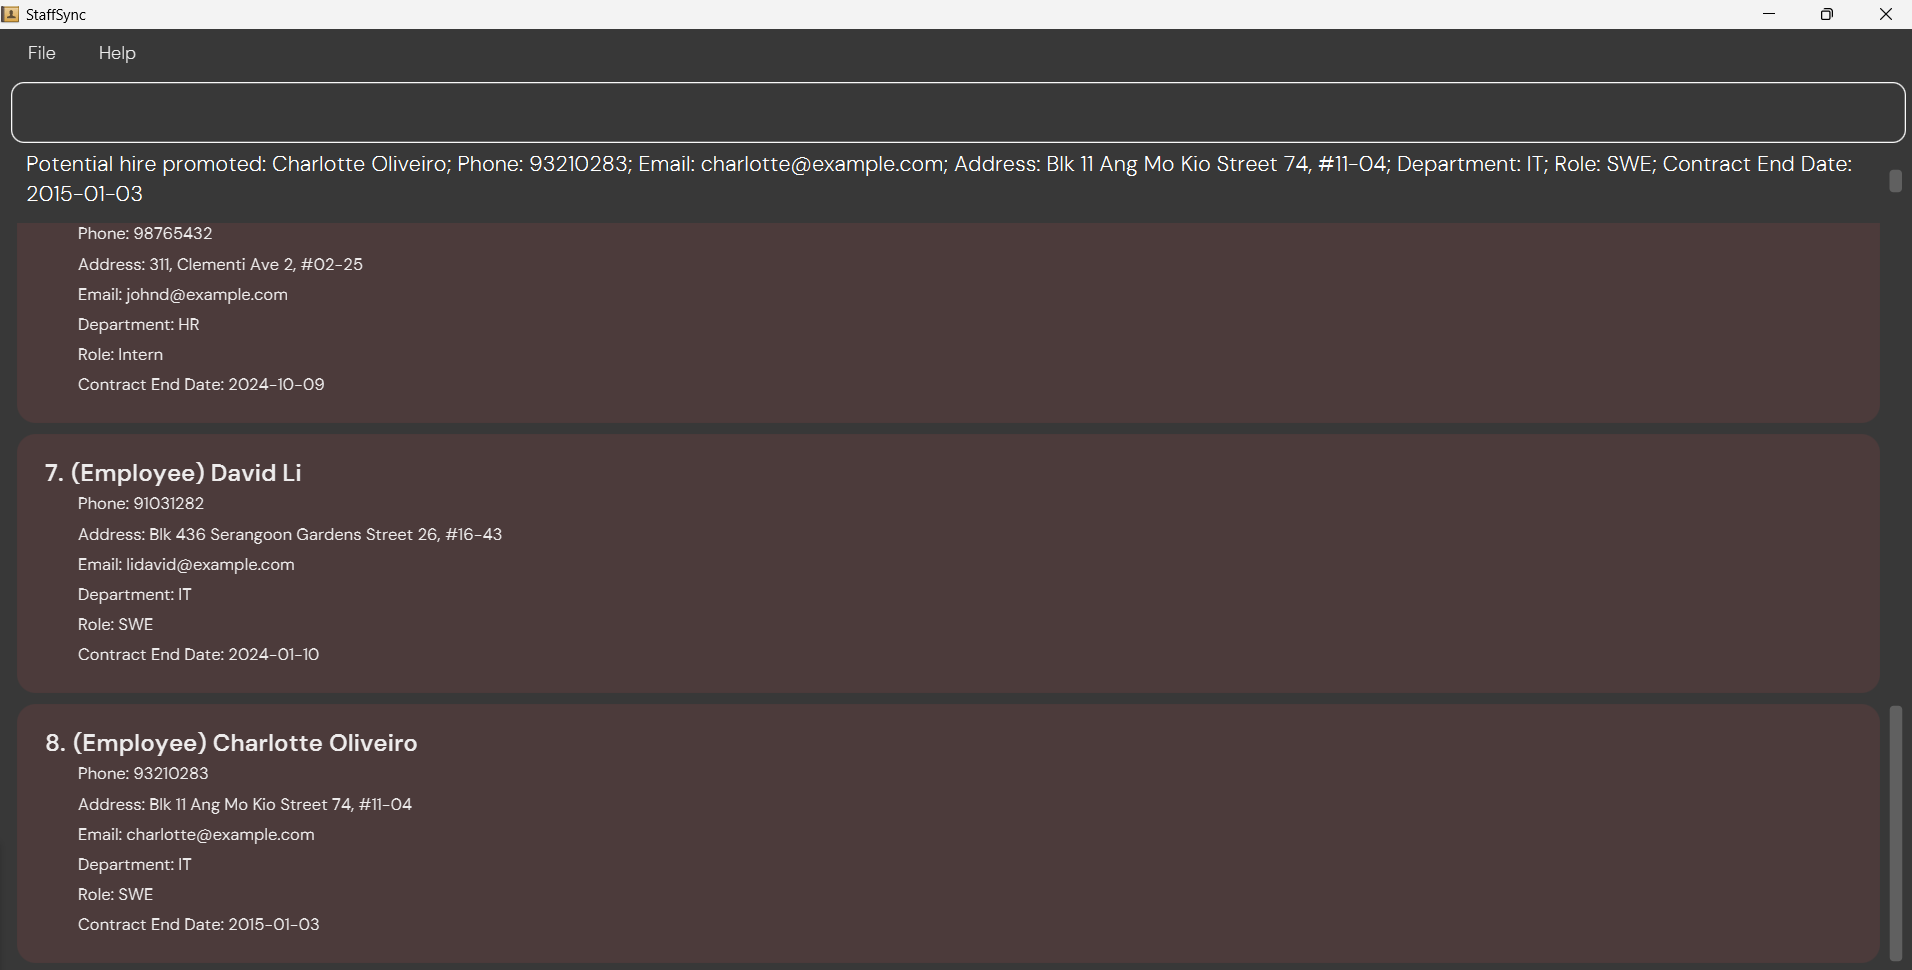 StaffSync
File Help
Potential hire promoted: Charlotte Oliveiro; Phone: 93210283; Email: charlotte@example.com; Address: Blk 11 Ang Mo Kio Street 74, #11-04; Department: IT; Role: SWE; Contract End Date:
2015-01-03
Phone: 98765432
Address: 311, Clementi Ave 2, #02-25
Email: johnd@example.com
Department: HR
Role: Intern
Contract End Date: 2024-10-09
7. (Employee) David Li
Phone: 91031282
Address: Blk 436 Serangoon Gardens Street 26, #16-43
Email: lidavid@example.com
Department: IT
Role: SWE
Contract End Date: 2024-01-10
8. (Employee) Charlotte Oliveiro
Phone: 93210283
Address: Blk 11 Ang Mo Kio Street 74, #11-04
Email: charlotte@example.com
Department: IT
Role: SWE
Contract End Date: 2015-01-03